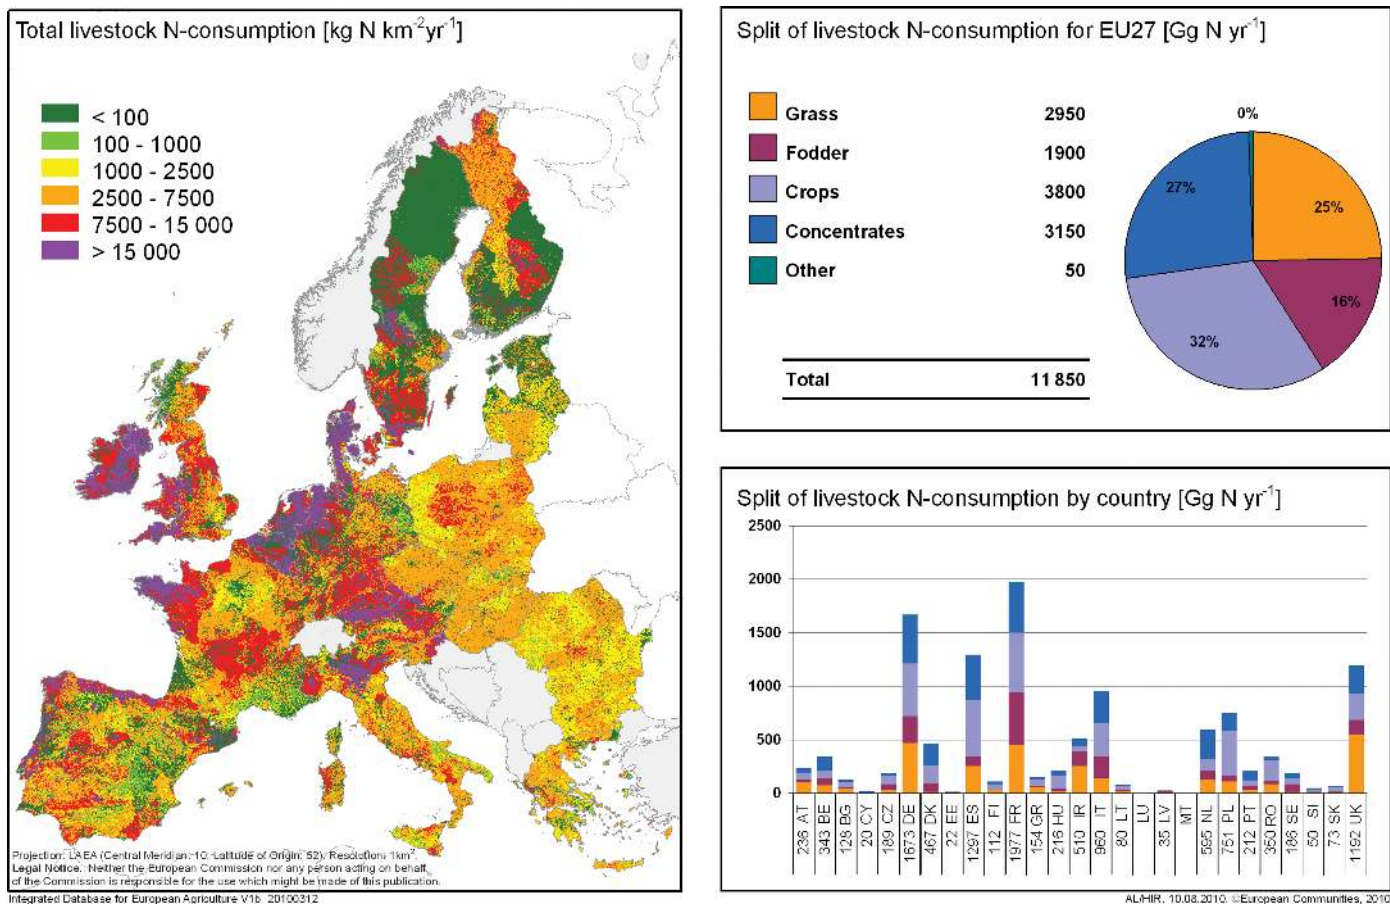 Total livestock N-consumption [kg N km-2yr-1]
< 100
100 - 1000
1000 - 2500
2500 - 7500
7500 - 15 000
> 15 000
Projection: LAEA (Central Meridian: 10, Latitude of Origin: 52), Resolution: 1km2.
Legal Notice: Neither the European Commission nor any person acting on behalf
of the Commission is responsible for the use which might be made of this publication.
Integrated Database for European Agriculture V1b 20100312
Split of livestock N-consumption for EU27 [Gg N yr-1]
Grass 2950
Fodder 1900
Crops 3800
Concentrates 3150
Other 50
Total 11 850
0%
27%
25%
16%
32%
Split of livestock N-consumption by country [Gg N yr-1]
2500
2000
1500
1000
500
0
236 AT
343 BE
128 BG
20 CY
189 CZ
1673 DE
467 DK
22 EE
1297 ES
112 FI
1977 FR
154 GR
216 HU
510 IR
960 IT
80 LT
LU
35 LV
MT
595 NL
751 PL
212 PT
350 RO
186 SE
50 SI
73 SK
1192 UK
AL/HIR, 10.08.2010. ©European Communities, 2010